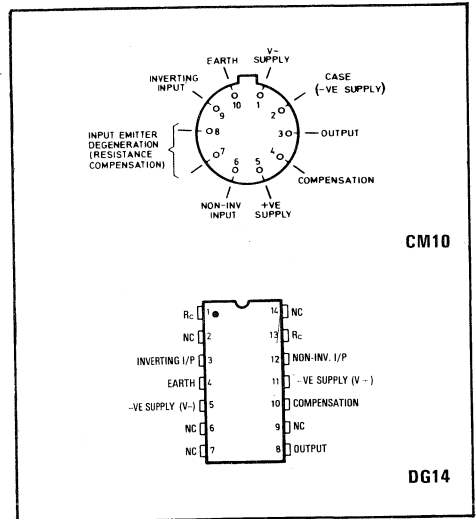 V-
EARTH SUPPLY
INVERTING INPUT
CASE
(-VE SUPPLY)
10 1
9 2
INPUT EMITTER
DEGENERATION
(RESISTANCE
COMPENSATION)
8 3 OUTPUT
7 4
6 5
COMPENSATION
NON-INV
INPUT
+VE
SUPPLY
CM10
Rc 1 14 NC
NC 2 13 Rc
INVERTING I/P 3 12 NON-INV. I/P
EARTH 4 11 -VE SUPPLY (V-)
-VE SUPPLY (V-) 5 10 COMPENSATION
NC 6 9 NC
NC 7 8 OUTPUT
DG14